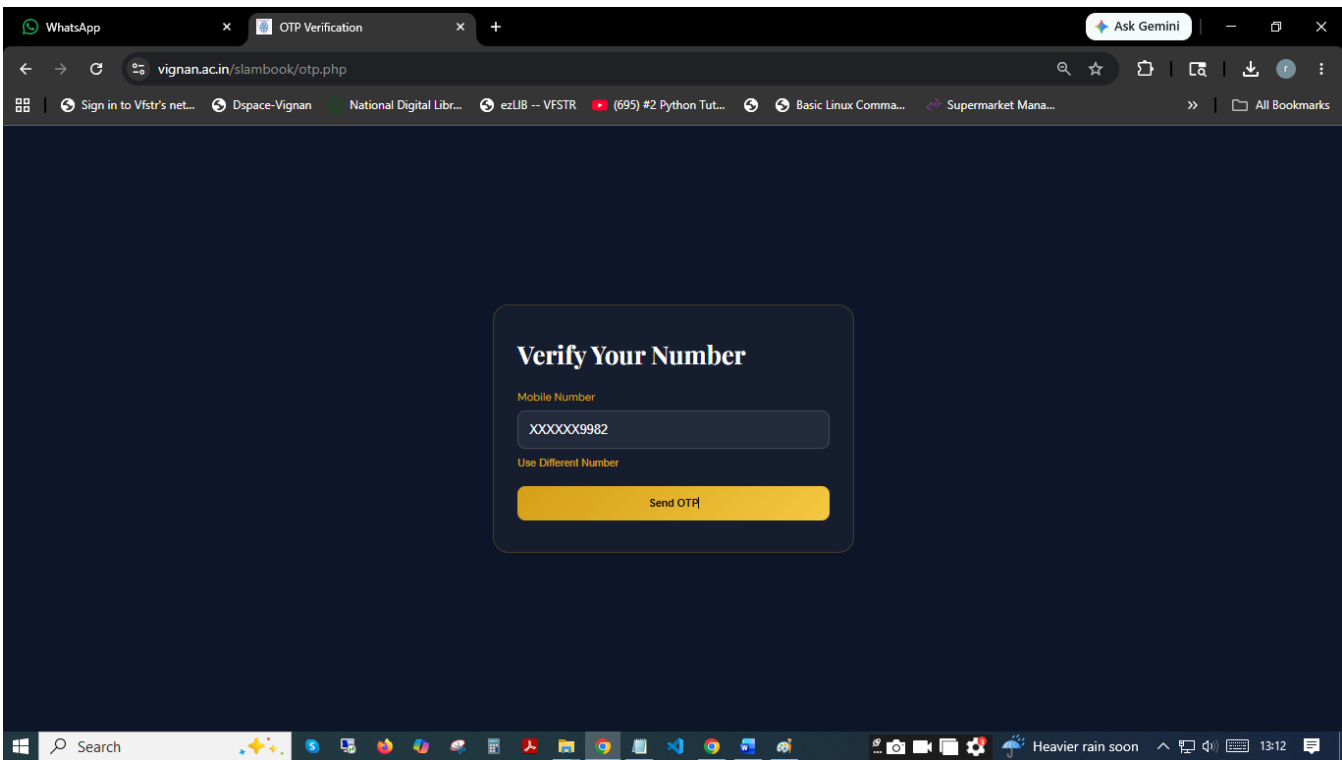 WhatsApp
OTP Verification
Ask Gemini
vignan.ac.in/slambook/otp.php
r
Sign in to Vfstr's net...
Dspace-Vignan
National Digital Libr...
ezLIB -- VFSTR
(695) #2 Python Tut...
Basic Linux Comma...
Supermarket Mana...
»
All Bookmarks
Verify Your Number
Mobile Number
XXXXXX9982
Use Different Number
Send OTP
Search
Heavier rain soon
13:12